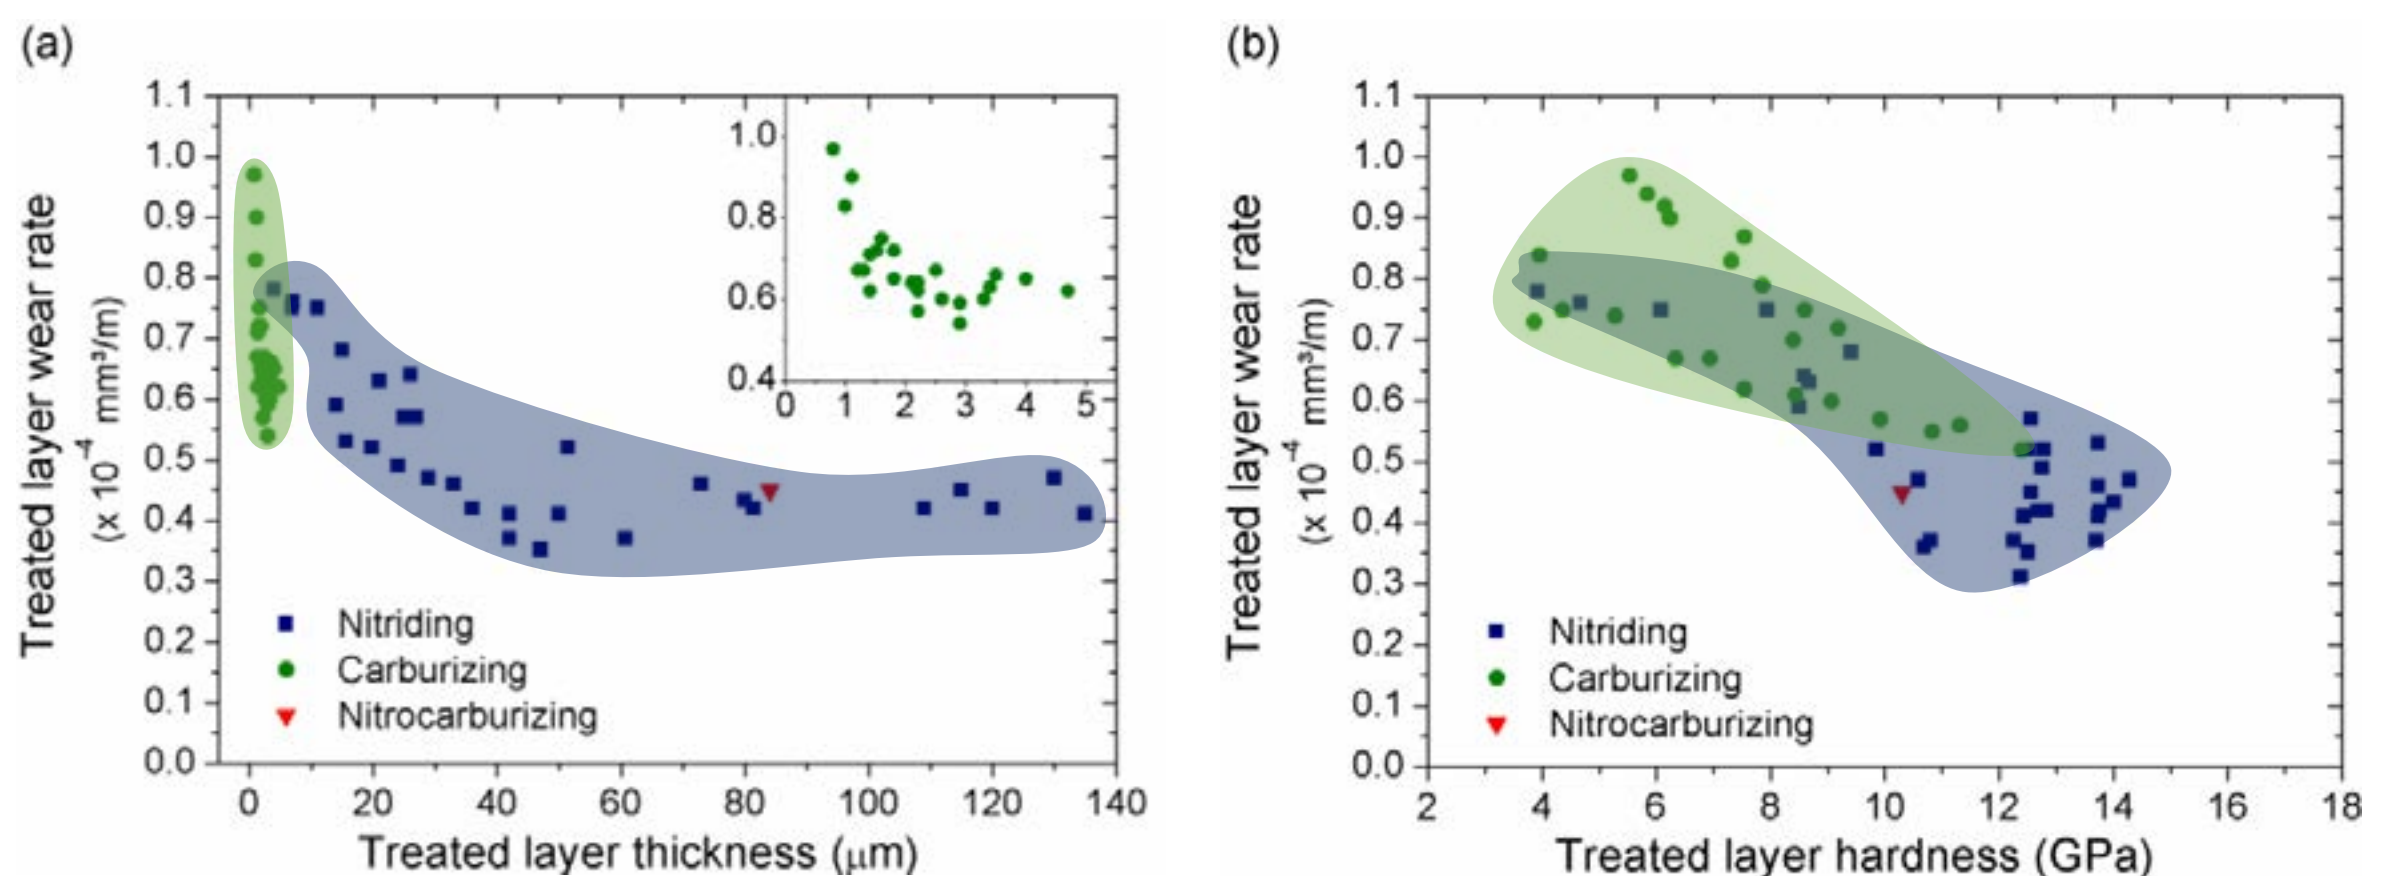 (a)
Treated layer wear rate
(x 10⁻⁴ mm³/m)
1.1
1.0
0.9
0.8
0.7
0.6
0.5
0.4
0.3
0.2
0.1
0.0
0 20 40 60 80 100 120 140
Treated layer thickness (μm)
1.0
0.8
0.6
0.4
0 1 2 3 4 5
Nitriding
Carburizing
Nitrocarburizing
(b)
Treated layer wear rate
(x 10⁻⁴ mm³/m)
1.1
1.0
0.9
0.8
0.7
0.6
0.5
0.4
0.3
0.2
0.1
0.0
2 4 6 8 10 12 14 16 18
Treated layer hardness (GPa)
Nitriding
Carburizing
Nitrocarburizing